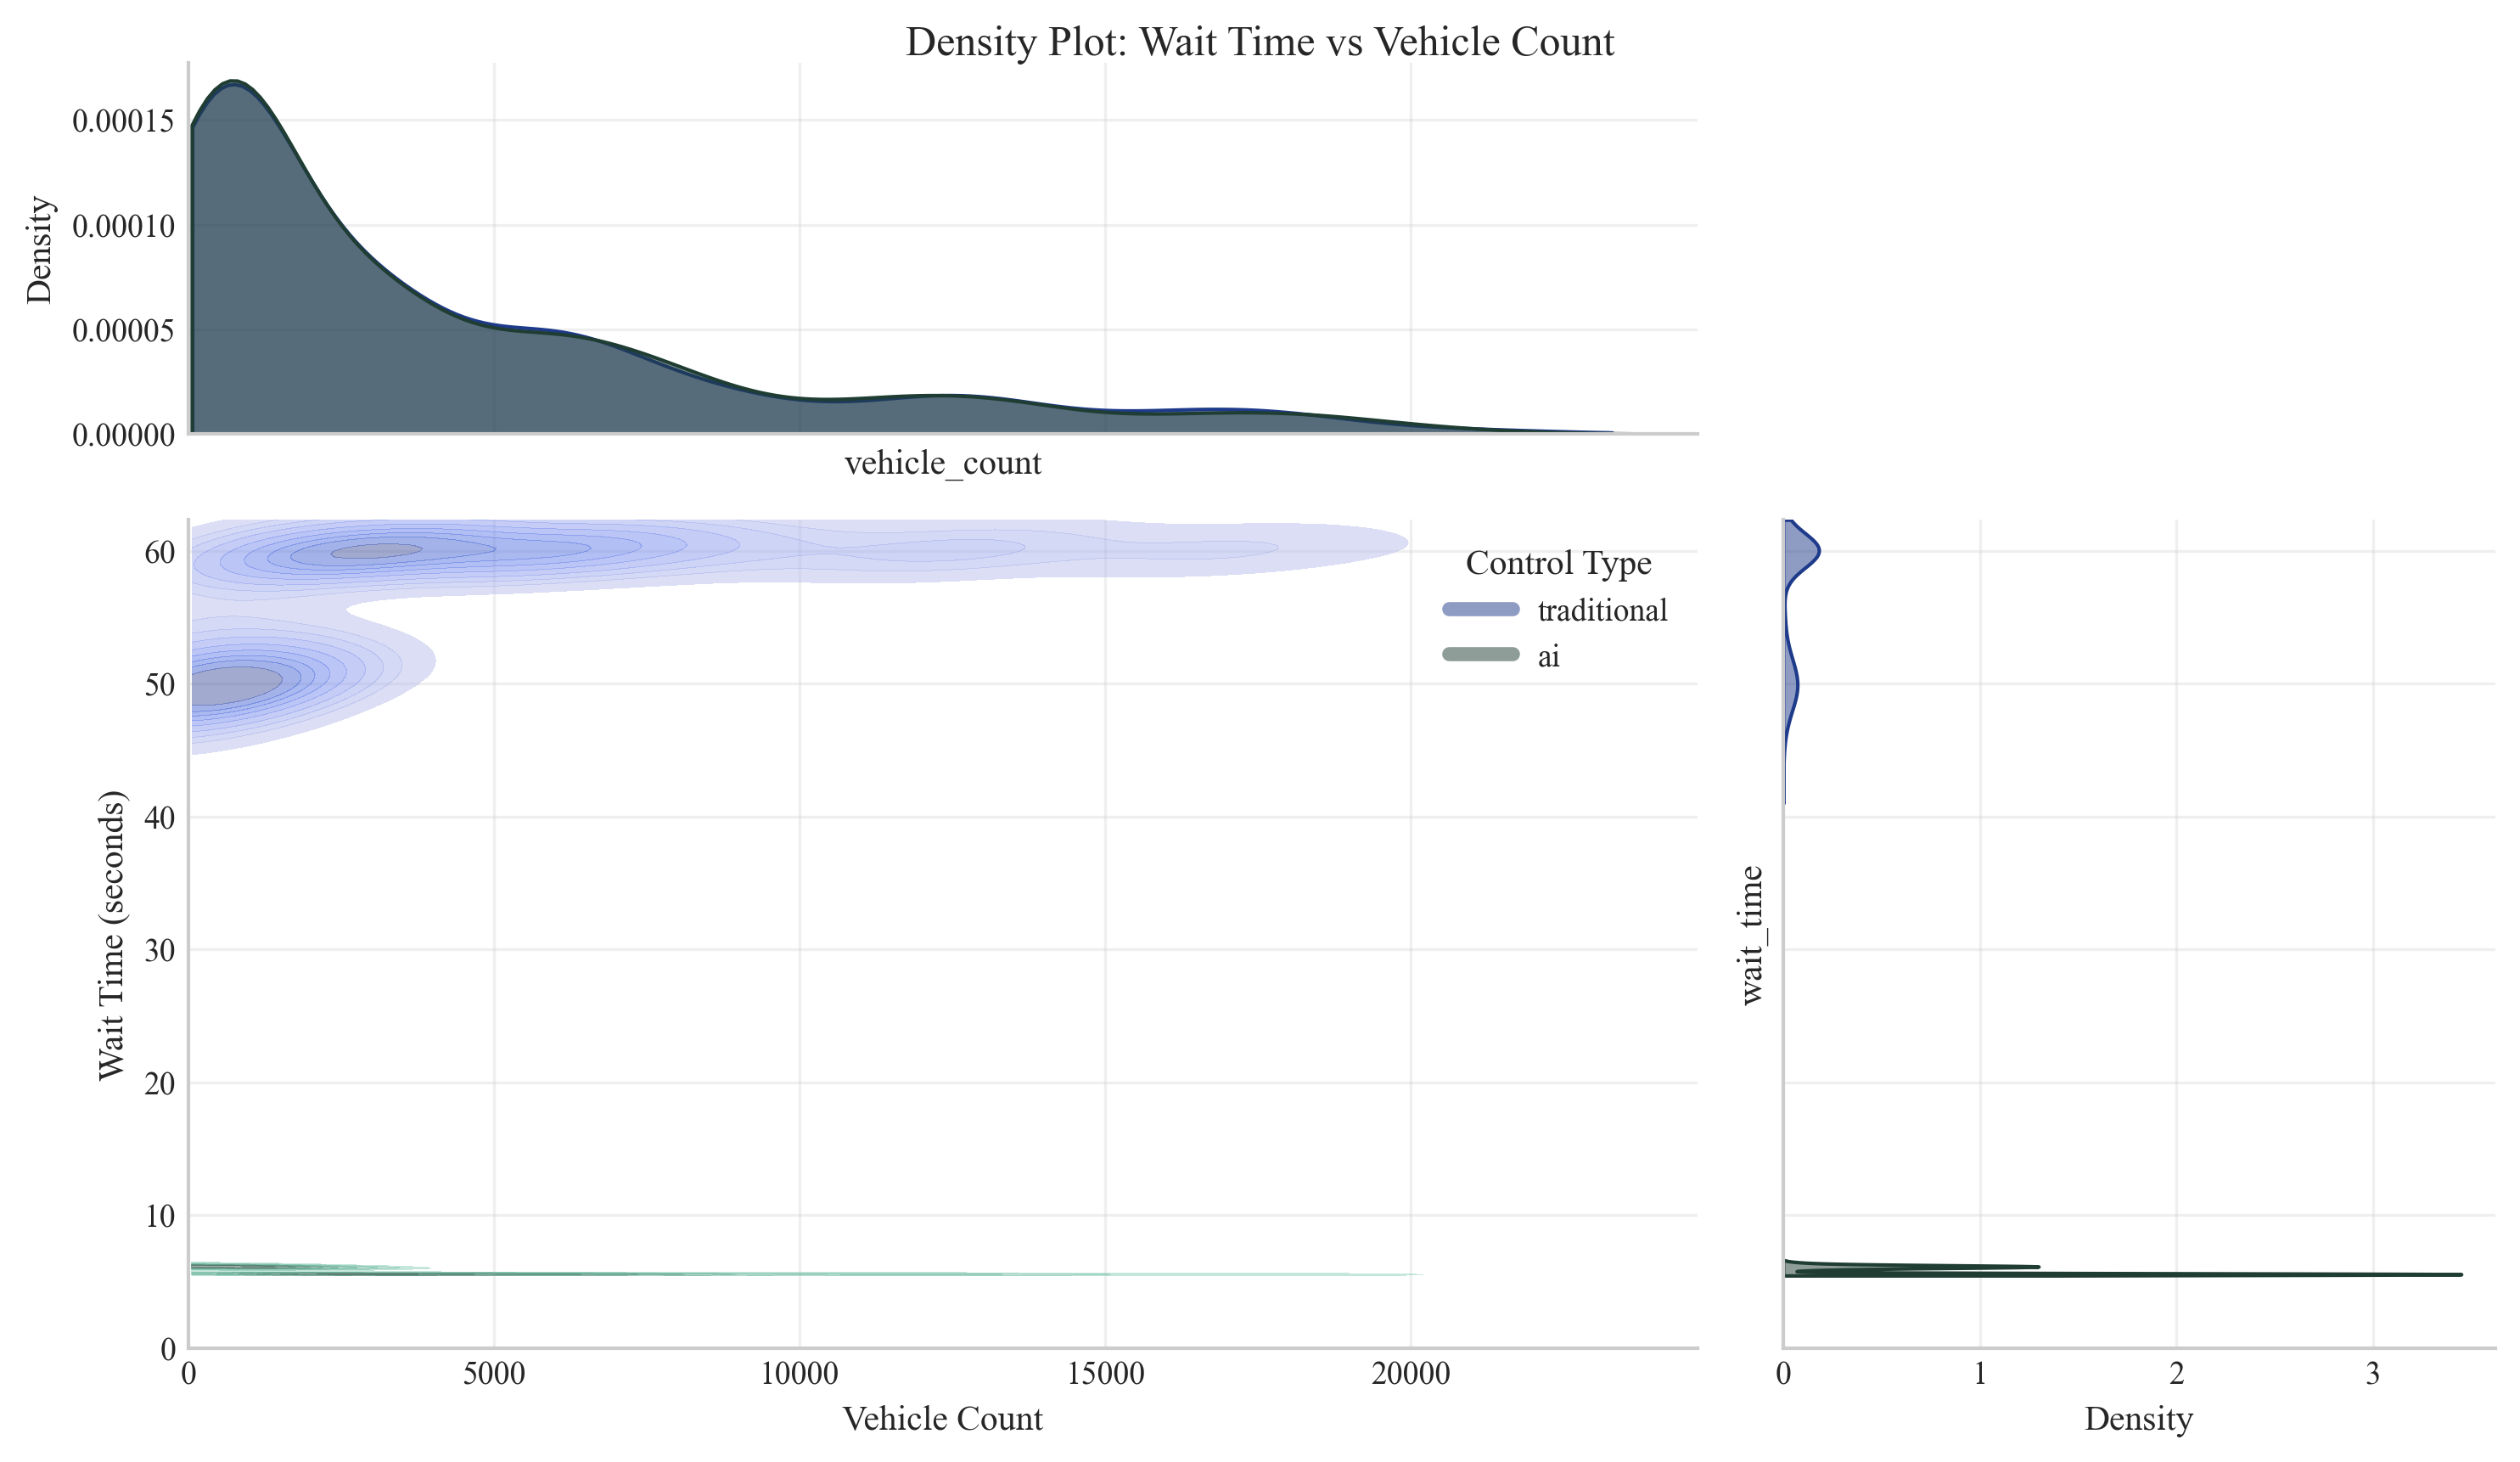 Density Plot: Wait Time vs Vehicle Count
Density
0.00015
0.00010
0.00005
0.00000
vehicle_count
Wait Time (seconds)
60
50
40
30
20
10
0
0 5000 10000 15000 20000
Vehicle Count
Control Type
traditional
ai
wait_time
0 1 2 3
Density